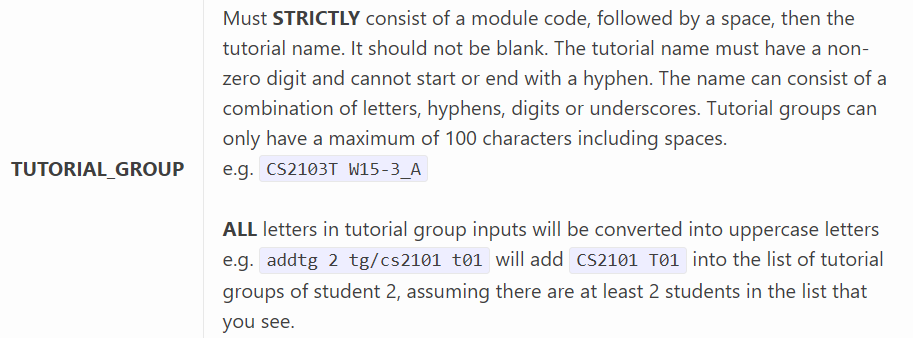 Must STRICTLY consist of a module code, followed by a space, then the
tutorial name. It should not be blank. The tutorial name must have a non-
zero digit and cannot start or end with a hyphen. The name can consist of a
combination of letters, hyphens, digits or underscores. Tutorial groups can
only have a maximum of 100 characters including spaces.
TUTORIAL_GROUP
e.g. CS2103T W15-3_A
ALL letters in tutorial group inputs will be converted into uppercase letters
e.g. addtg 2 tg/cs2101 t01 will add CS2101 T01 into the list of tutorial
groups of student 2, assuming there are at least 2 students in the list that
you see.